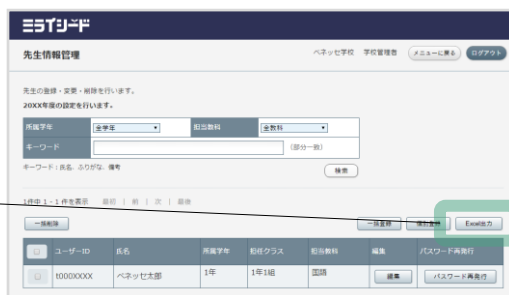 ミライシード
先生情報管理 ベネッセ学校 学校管理者 メニューに戻る ログアウト
先生の登録・変更・削除を行います。
20XX年度の設定を行います。
所属学年 全学年 担当教科 全教科
キーワード (部分一致)
キーワード：氏名、ふりがな、備考 検索
1件中 1 - 1 件を表示 最初 | 前 | 次 | 最後
一括削除 一括登録 個別登録 Excel出力
ユーザーID 氏名 所属学年 担任クラス 担当教科 編集 パスワード再発行
t000XXXX ベネッセ太郎 1年 1年1組 国語 編集 パスワード再発行